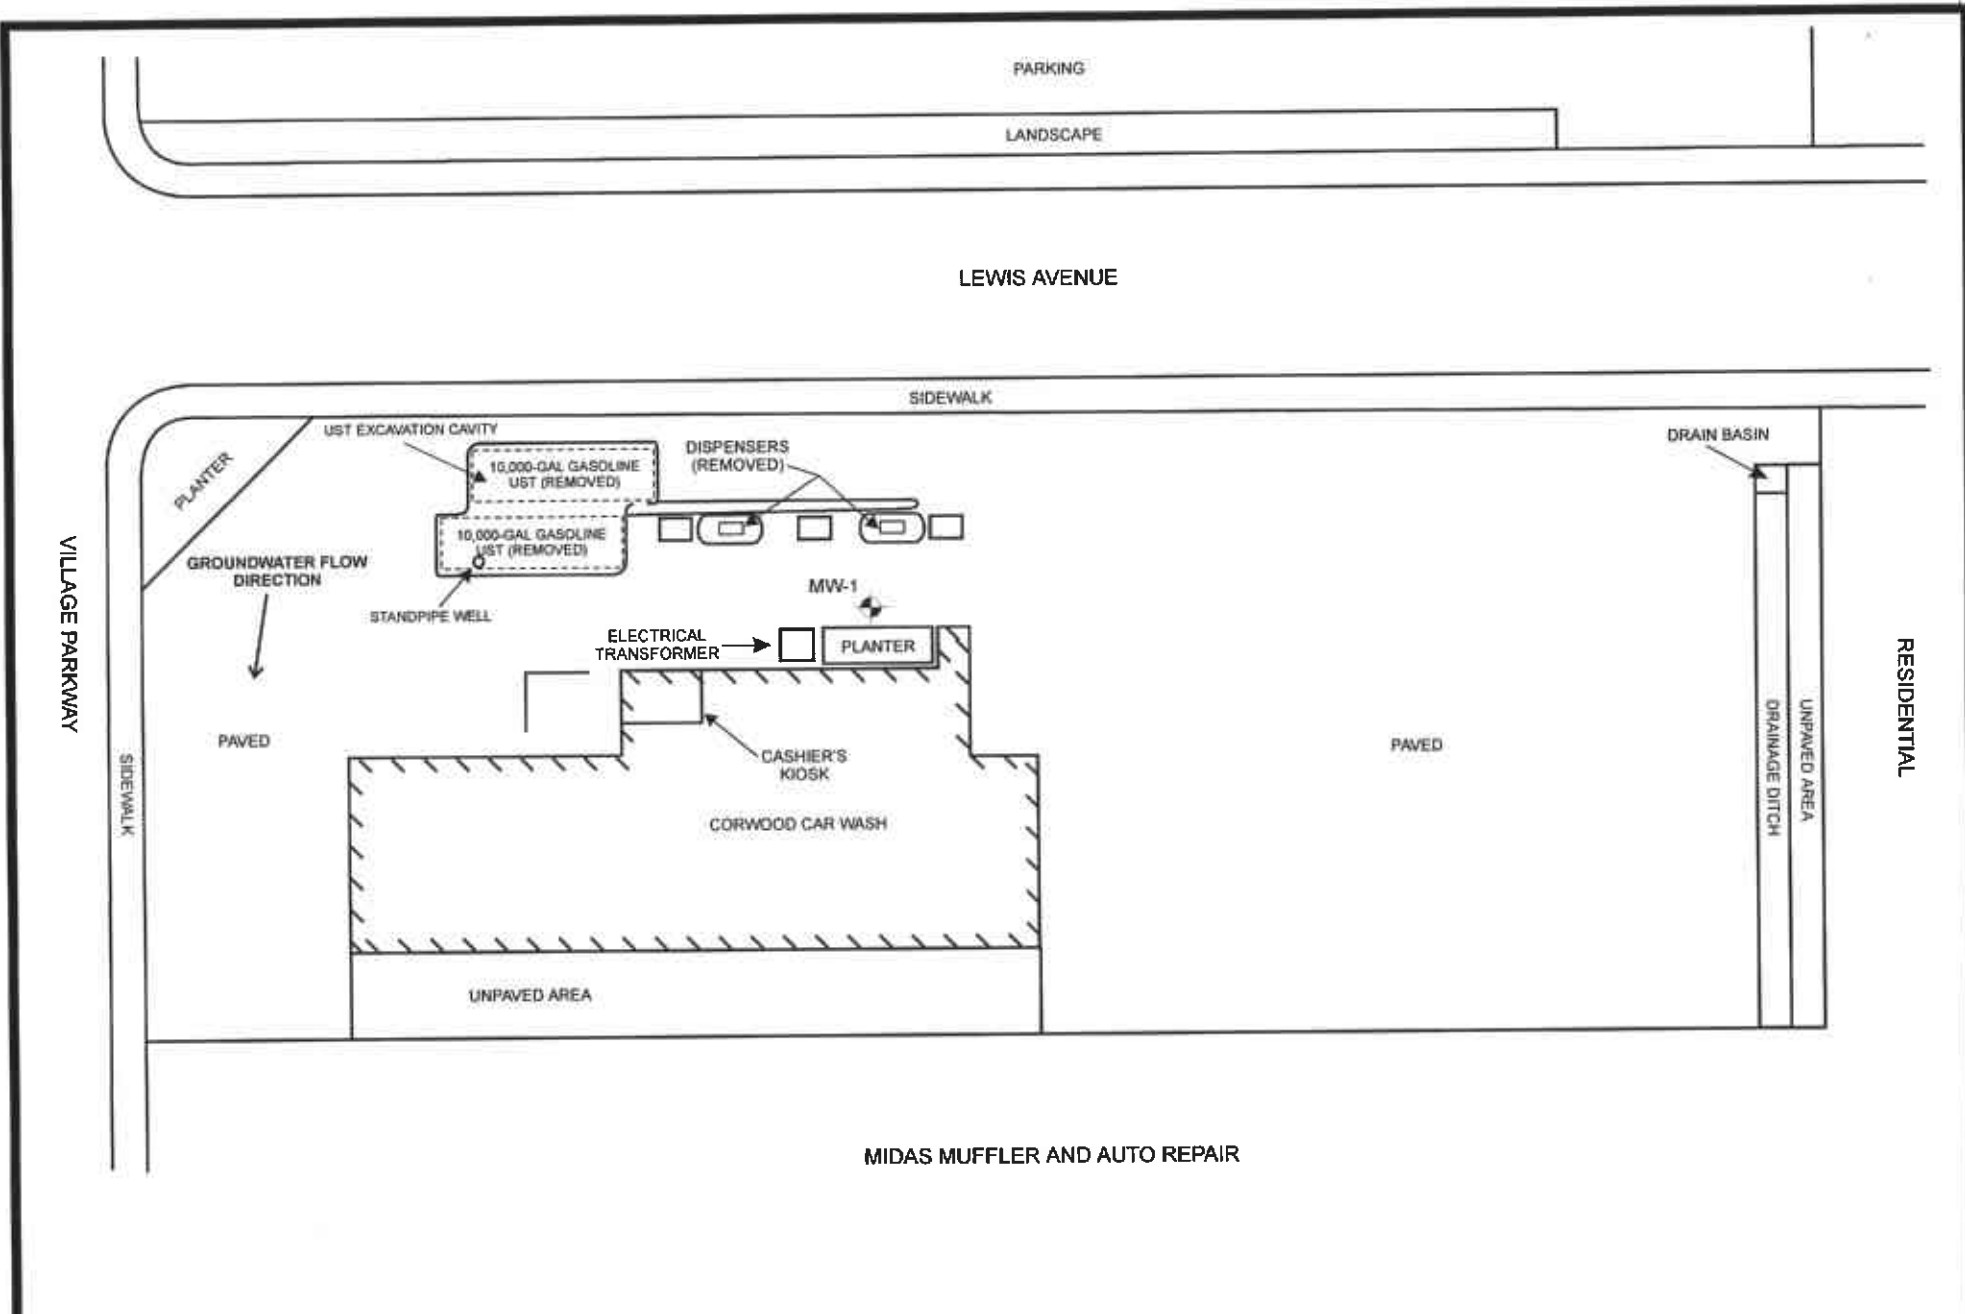 PARKING
LANDSCAPE
LEWIS AVENUE
SIDEWALK
UST EXCAVATION CAVITY
DISPENSERS
(REMOVED)
DRAIN BASIN
PLANTER
10,000-GAL GASOLINE
UST (REMOVED)
10,000-GAL GASOLINE
UST (REMOVED)
GROUNDWATER FLOW
DIRECTION
STANDPIPE WELL
MW-1
ELECTRICAL
TRANSFORMER
PLANTER
VILLAGE PARKWAY
SIDEWALK
PAVED
CASHIER'S
KIOSK
CORWOOD CAR WASH
PAVED
DRAINAGE DITCH
UNPAVED AREA
RESIDENTIAL
UNPAVED AREA
MIDAS MUFFLER AND AUTO REPAIR